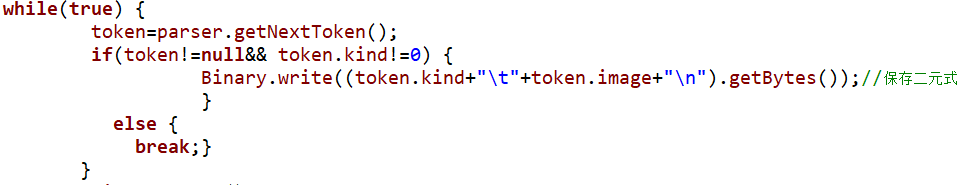 while(true) {
token=parser.getNextToken();
if(token!=null&& token.kind!=0) {
Binary.write((token.kind+"\t"+token.image+"\n").getBytes());//保存二元式
}
else {
break;}
}